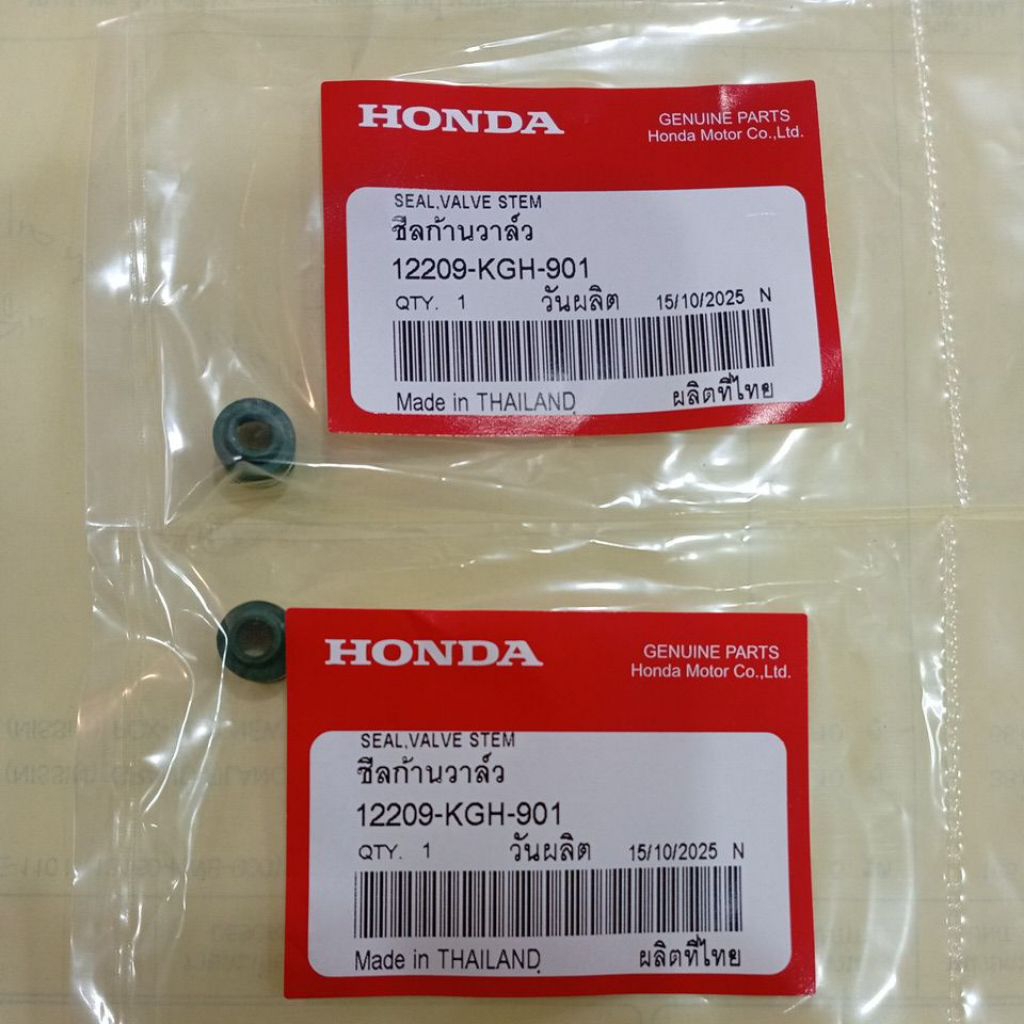 HONDA
GENUINE PARTS
Honda Motor Co.,Ltd.
SEAL,VALVE STEM
ซีลก้านวาล์ว
12209-KGH-901
QTY. 1 วันผลิต 15/10/2025 N
Made in THAILAND ผลิตที่ไทย
HONDA
GENUINE PARTS
Honda Motor Co.,Ltd.
SEAL,VALVE STEM
ซีลก้านวาล์ว
12209-KGH-901
QTY. 1 วันผลิต 15/10/2025 N
Made in THAILAND ผลิตที่ไทย